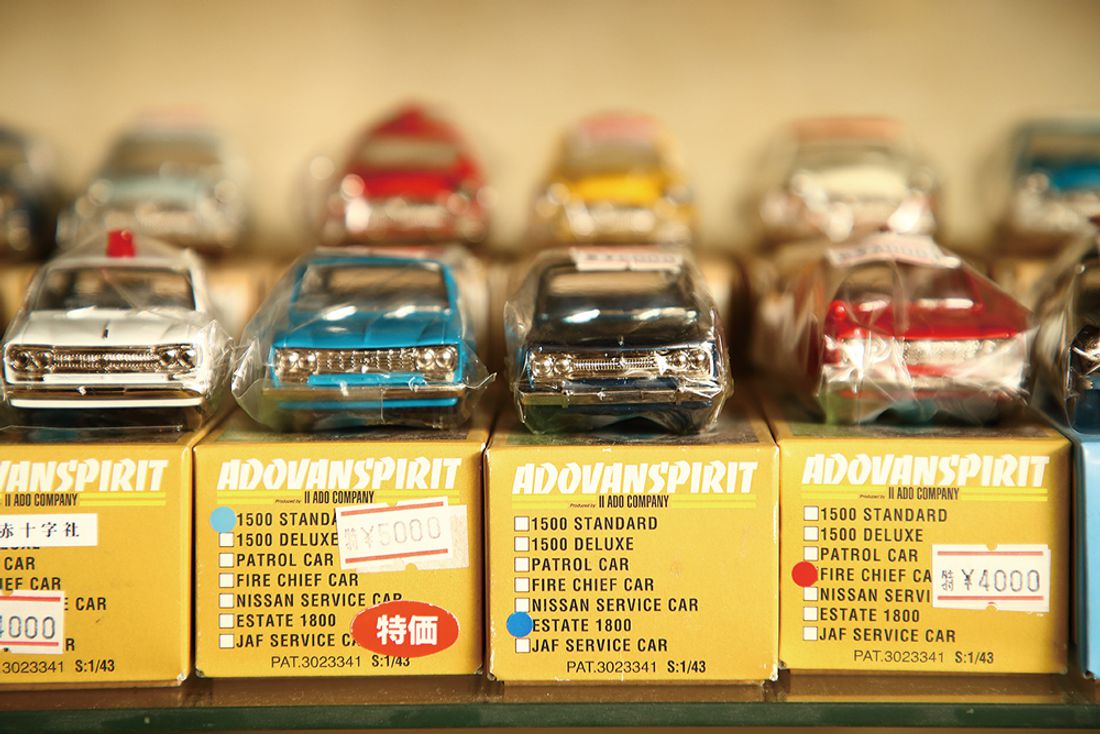 VANSPIRIT
II ADO COMPANY
赤十字社
CAR
CHIEF CAR
E CAR
4000
R
3023341 S:1/43
ADOVANSPIRIT
Produced by II ADO COMPANY
1500 STANDA
特 ¥5000
1500 DELUXE
PATROL CAR
FIRE CHIEF CAR
NISSAN SERVICE CAR
ESTATE 1800
特価
JAF SERVICE C
PAT.3023341 S:1/43
ADOVANSPIRIT
Produced by II ADO COMPANY
1500 STANDARD
1500 DELUXE
PATROL CAR
FIRE CHIEF CAR
NISSAN SERVICE CAR
ESTATE 1800
JAF SERVICE CAR
PAT.3023341 S:1/43
ADOVANSPIRIT
Produced by II ADO COMPANY
1500 STANDARD
1500 DELUXE
PATROL CAR
FIRE CHIEF CA
特 ¥4000
NISSAN SERVI
ESTATE 1800
JAF SERVICE CAR
PAT.3023341 S:1/43